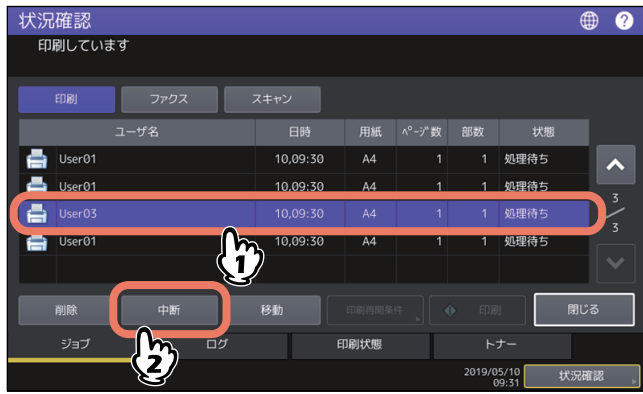 状況確認
?
印刷しています
印刷 ファクス スキャン
ユーザ名 日時 用紙 ページ数 部数 状態
User01 10,09:30 A4 1 1 処理待ち
User01 10,09:30 A4 1 1 処理待ち
User03 10,09:30 A4 1 1 処理待ち
User01 10,09:30 A4 1 1 処理待ち
3
3
1
削除 中断 移動 印刷再開条件 印刷 閉じる
2
ジョブ ログ 印刷状態 トナー
2019/05/10
09:31
状況確認